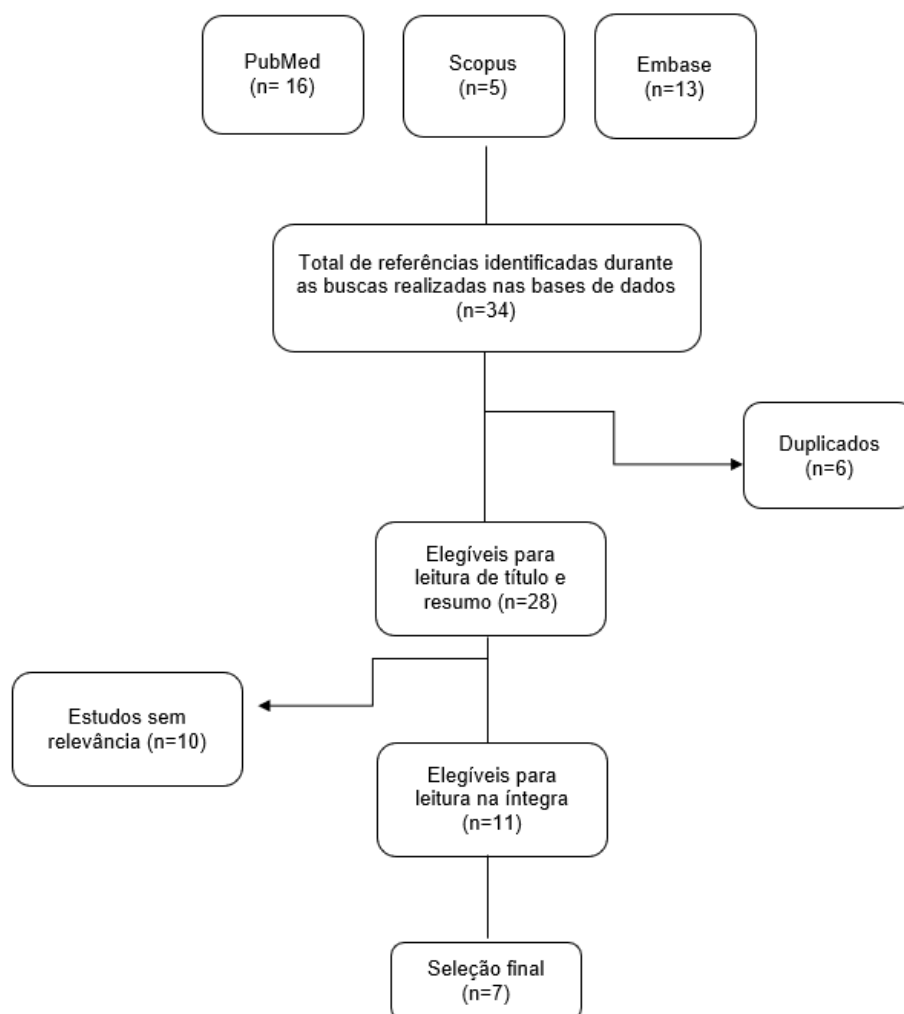 PubMed
(n= 16)
Scopus
(n=5)
Embase
(n=13)
Total de referências identificadas durante
as buscas realizadas nas bases de dados
(n=34)
Duplicados
(n=6)
Elegíveis para
leitura de título e
resumo (n=28)
Estudos sem
relevância (n=10)
Elegíveis para
leitura na íntegra
(n=11)
Seleção final
(n=7)